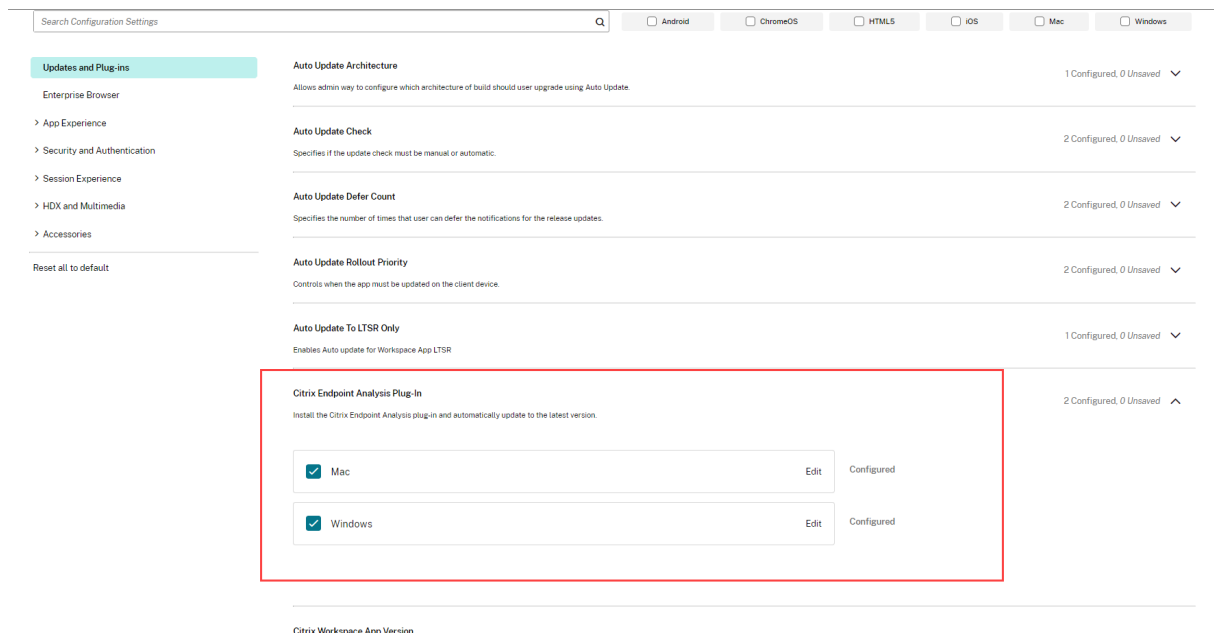 Search Configuration Settings
Android
ChromeOS
HTML5
iOS
Mac
Windows
Updates and Plug-ins
Enterprise Browser
App Experience
Security and Authentication
Session Experience
HDX and Multimedia
Accessories
Reset all to default
Auto Update Architecture
1 Configured, 0 Unsaved
Allows admin way to configure which architecture of build should user upgrade using Auto Update.
Auto Update Check
2 Configured, 0 Unsaved
Specifies if the update check must be manual or automatic.
Auto Update Defer Count
2 Configured, 0 Unsaved
Specifies the number of times that user can defer the notifications for the release updates.
Auto Update Rollout Priority
2 Configured, 0 Unsaved
Controls when the app must be updated on the client device.
Auto Update To LTSR Only
1 Configured, 0 Unsaved
Enables Auto update for Workspace App LTSR
Citrix Endpoint Analysis Plug-In
2 Configured, 0 Unsaved
Install the Citrix Endpoint Analysis plug-in and automatically update to the latest version.
Mac Edit Configured
Windows Edit Configured
Citrix Workspace App Version